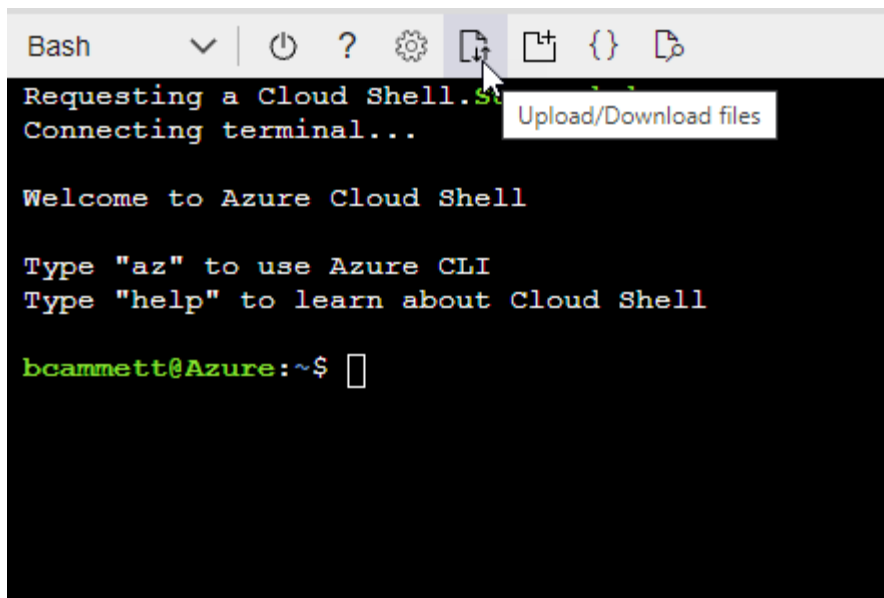 Bash ? {}
Requesting a Cloud Shell.
Upload/Download files
Connecting terminal...
Welcome to Azure Cloud Shell
Type "az" to use Azure CLI
Type "help" to learn about Cloud Shell
bcammett@Azure:~$